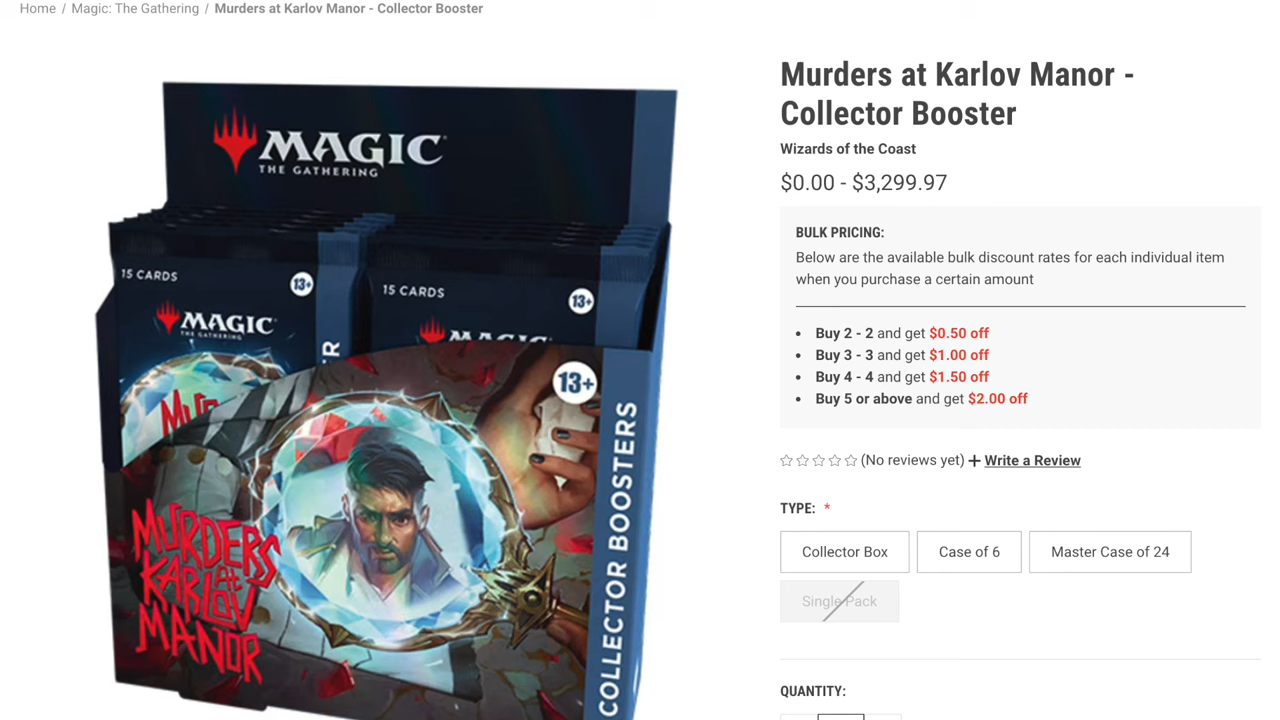 Home / Magic: The Gathering / Murders at Karlov Manor - Collector Booster
MAGIC
THE GATHERING
15 CARDS
13+
MAGIC
THE GATHERING
15 CARDS
13+
MAGIC
13+
MURDERS
AT
KARLOV
MANOR
COLLECTOR BOOSTERS
Murders at Karlov Manor -
Collector Booster
Wizards of the Coast
$0.00 - $3,299.97
BULK PRICING:
Below are the available bulk discount rates for each individual item
when you purchase a certain amount
• Buy 2 - 2 and get $0.50 off
• Buy 3 - 3 and get $1.00 off
• Buy 4 - 4 and get $1.50 off
• Buy 5 or above and get $2.00 off
(No reviews yet) + Write a Review
TYPE: *
Collector Box
Case of 6
Master Case of 24
Single Pack
QUANTITY: